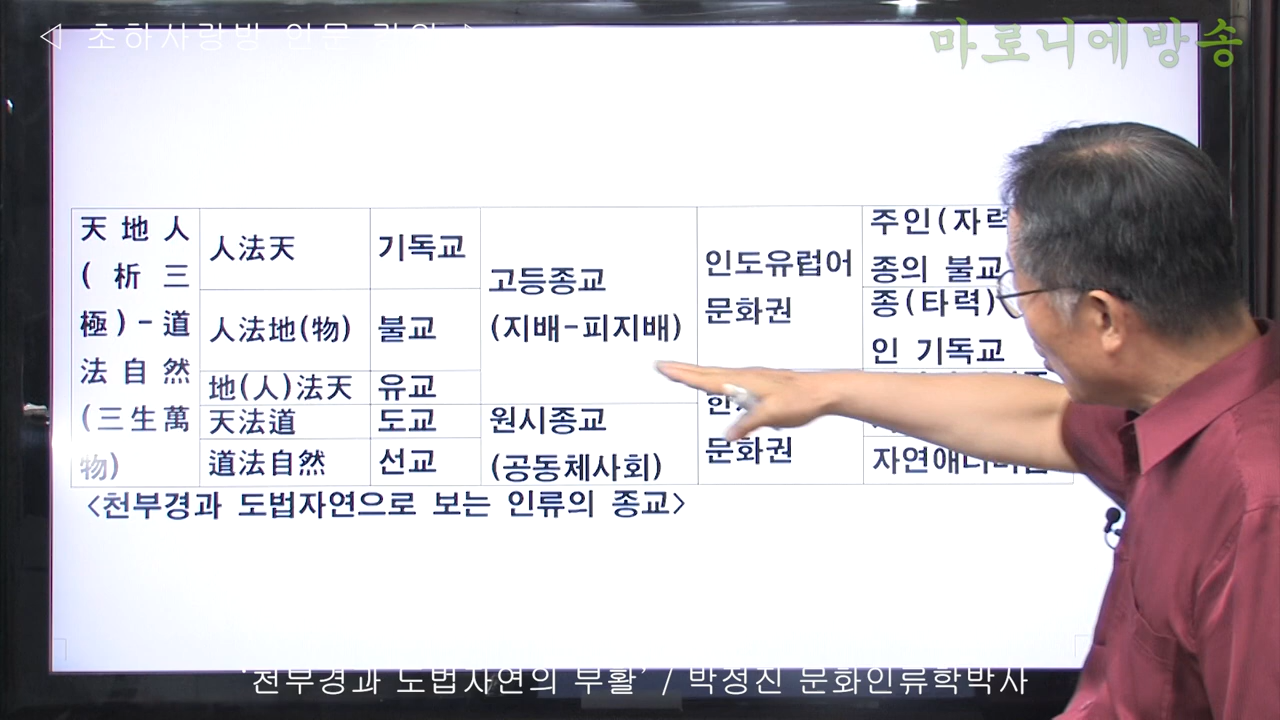 ◁ 초하사랑방 인문 강연 ▷
마로니에방송
天地人
(析三
極)-道
法自然
(三生萬
物)
人法天
기독교
人法地(物)
불교
地(人)法天
유교
天法道
도교
道法自然
선교
고등종교
(지배-피지배)
원시종교
(공동체사회)
인도유럽어
문화권
문화권
주인(자력
종의 불교
종(타력)
인 기독교
<천부경과 도법자연으로 보는 인류의 종교>
'천부경과 도법자연의 부활' / 박정진 문화인류학박사